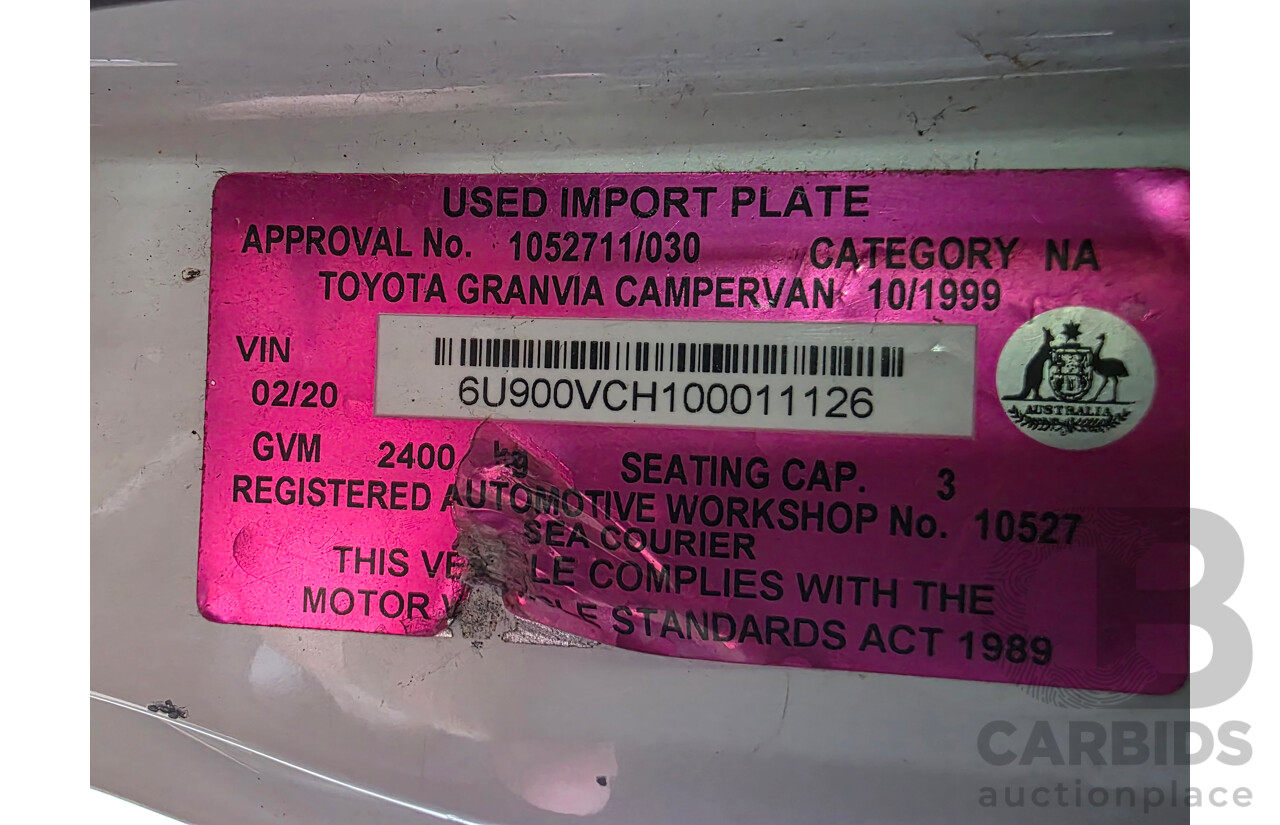 USED IMPORT PLATE
APPROVAL No. 1052711/030 CATEGORY NA
TOYOTA GRANVIA CAMPERVAN 10/1999
VIN
02/20
6U900VCH100011126
AUSTRALIA
GVM 2400 kg SEATING CAP. 3
REGISTERED AUTOMOTIVE WORKSHOP No. 10527
SEA COURIER
THIS COMPLIES WITH THE
MOTOR STANDARDS ACT 1989
CARBIDS
auctionplace